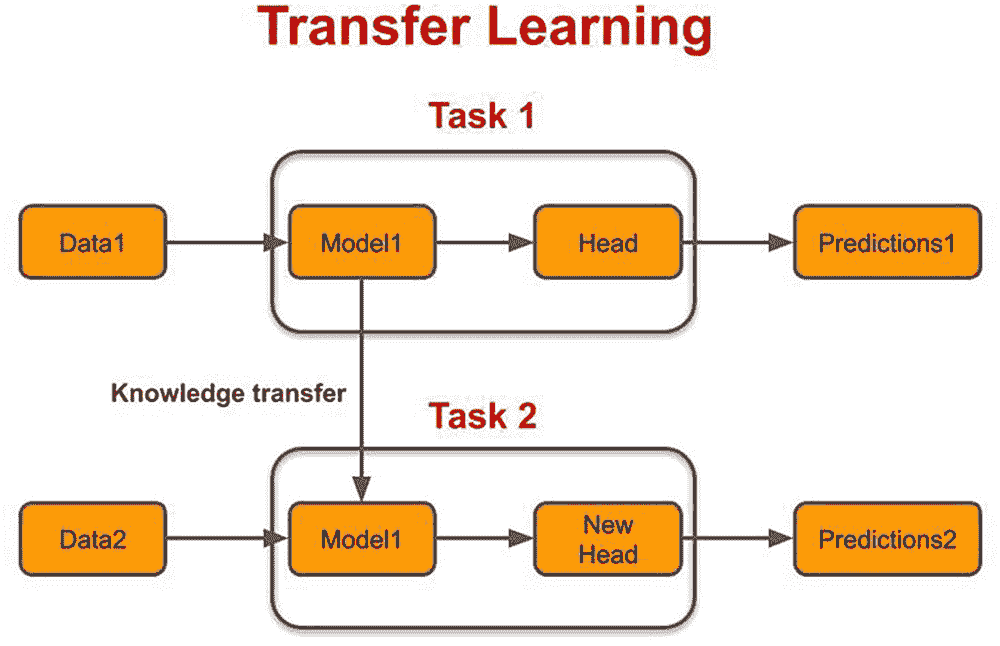 Transfer Learning
Task 1
Data1
Model1
Head
Predictions1
Knowledge transfer
Task 2
Data2
Model1
New
Head
Predictions2